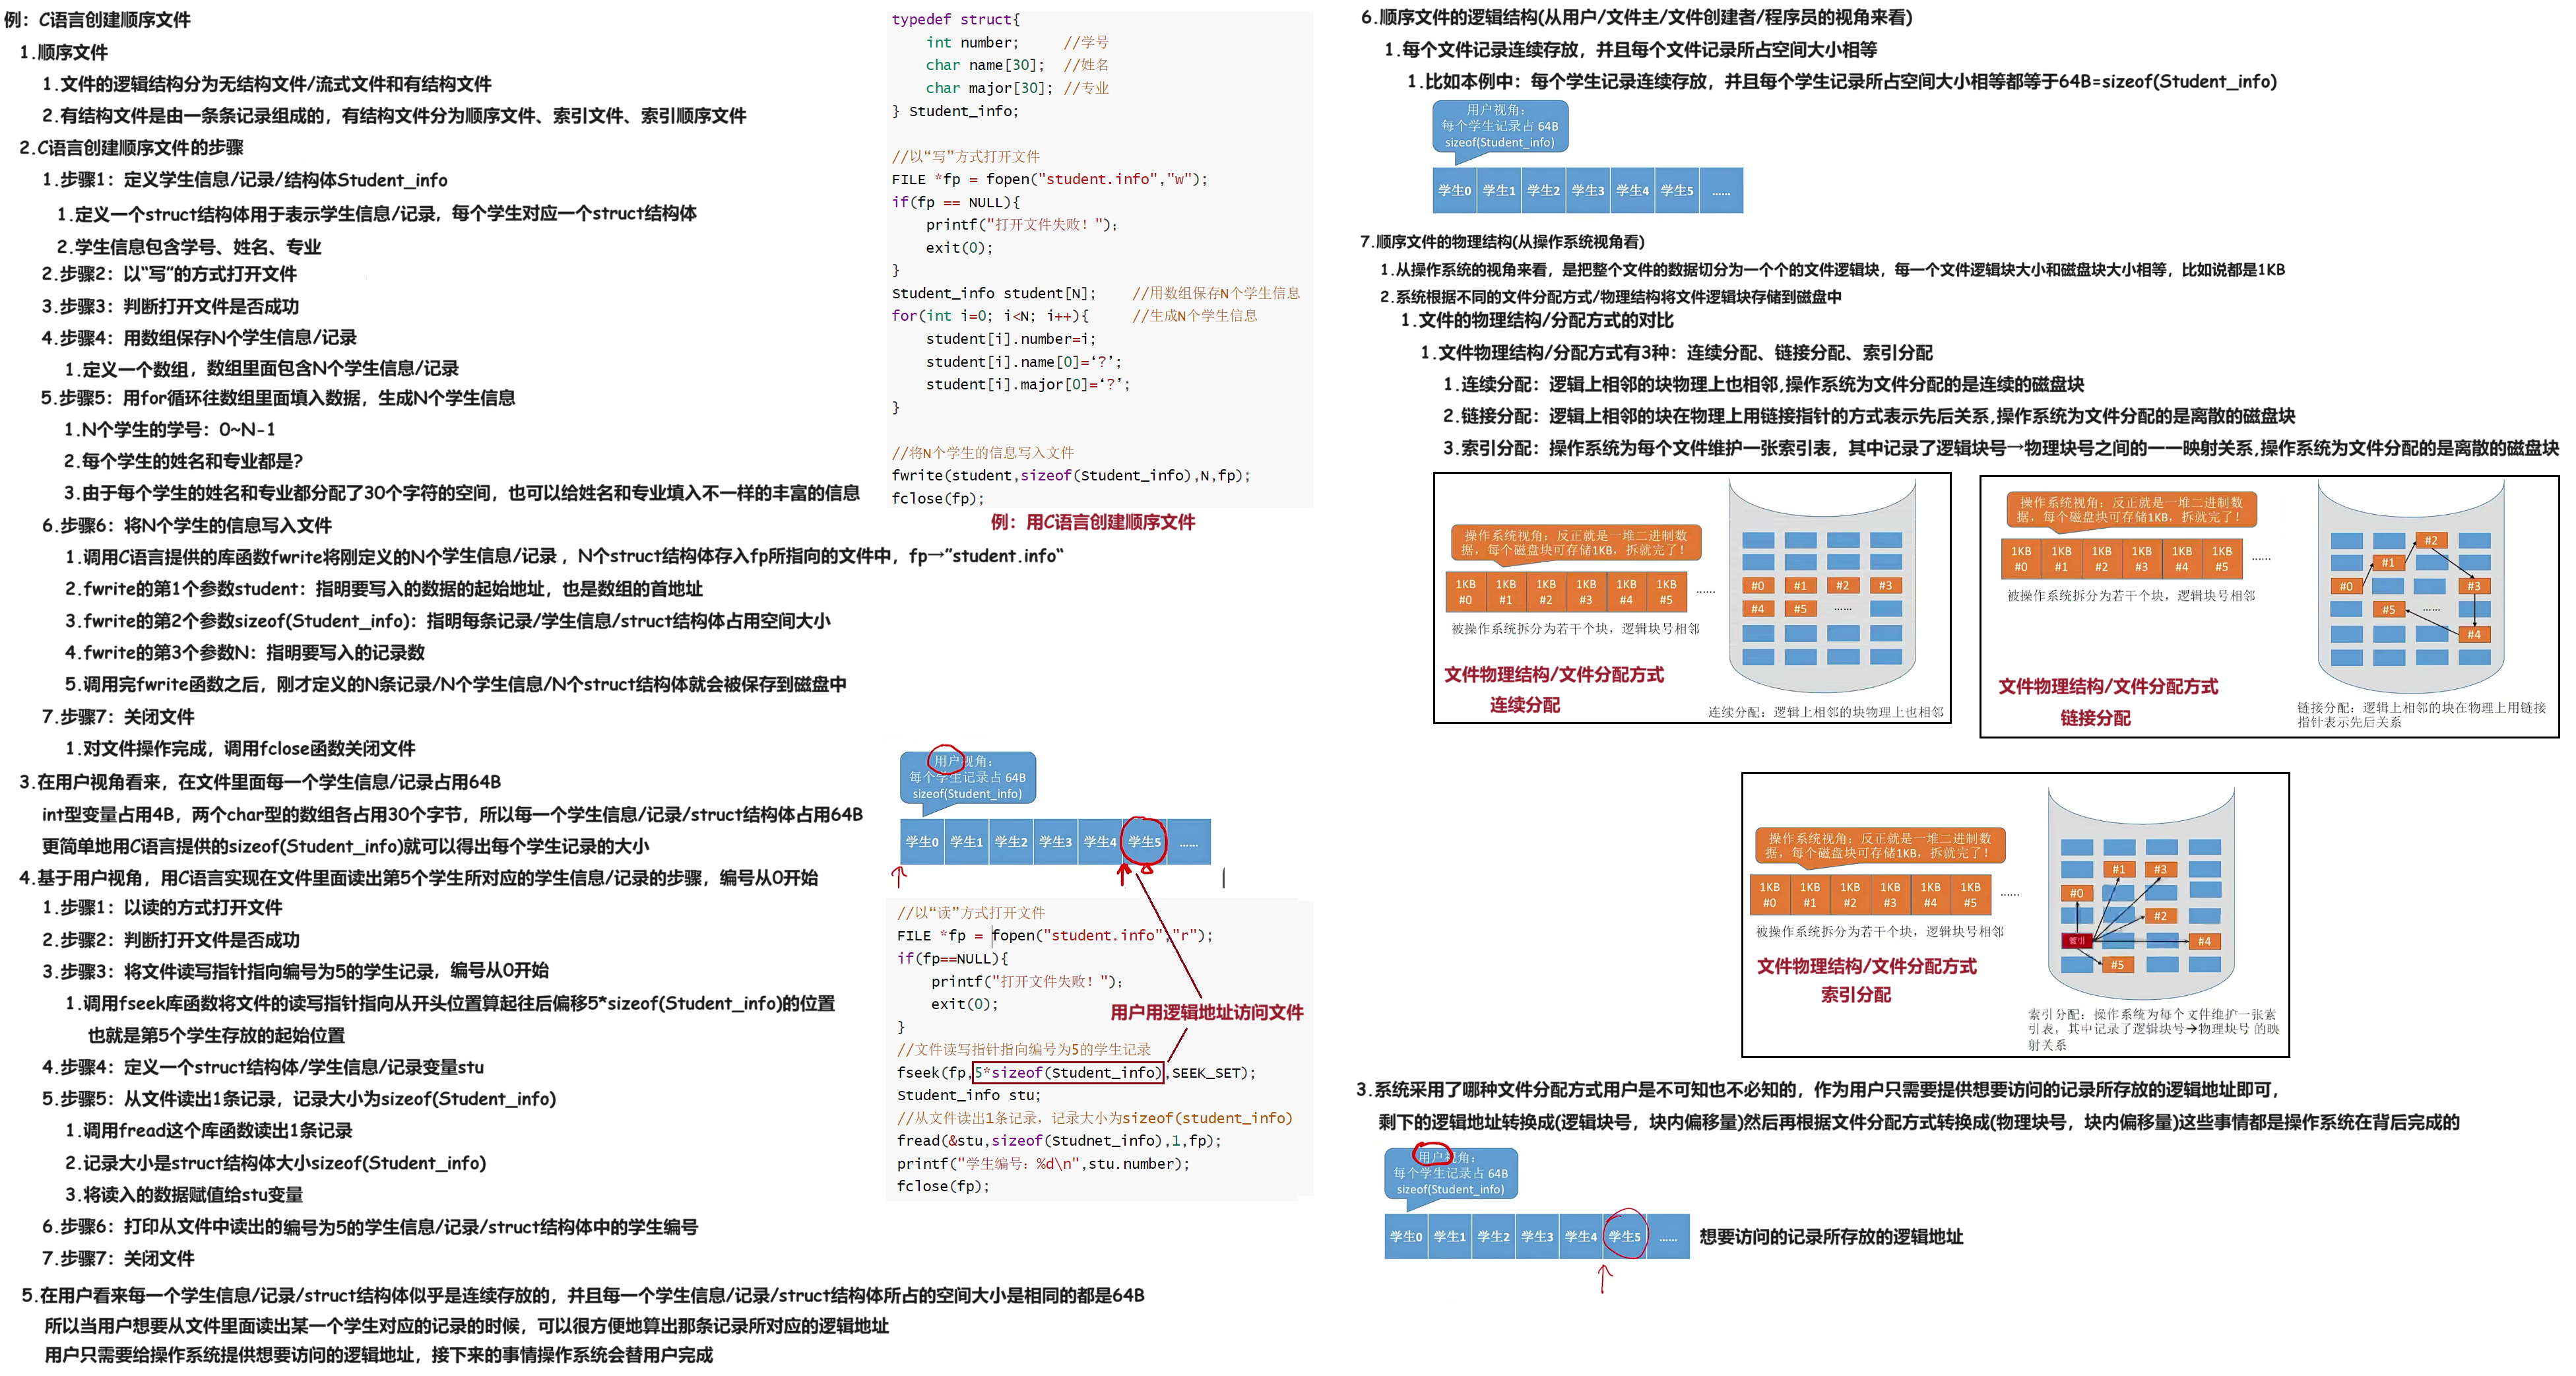 例：C语言创建顺序文件
1.顺序文件
1.文件的逻辑结构分为无结构文件/流式文件和有结构文件
2.有结构文件是由一条条记录组成的，有结构文件分为顺序文件、索引文件、索引顺序文件
2.C语言创建顺序文件的步骤
1.步骤1：定义学生信息/记录/结构体Student_info
1.定义一个struct结构体用于表示学生信息/记录，每个学生对应一个struct结构体
2.学生信息包含学号、姓名、专业
2.步骤2：以“写”的方式打开文件
3.步骤3：判断打开文件是否成功
4.步骤4：用数组保存N个学生信息/记录
1.定义一个数组，数组里面包含N个学生信息/记录
5.步骤5：用for循环往数组里面填入数据，生成N个学生信息
1.N个学生的学号：0~N-1
2.每个学生的姓名和专业都是?
3.由于每个学生的姓名和专业都分配了30个字符的空间，也可以给姓名和专业填入不一样的丰富的信息
6.步骤6：将N个学生的信息写入文件
1.调用C语言提供的库函数fwrite将刚定义的N个学生信息/记录，N个struct结构体存入fp所指向的文件中，fp→"student.info"
2.fwrite的第1个参数student：指明要写入的数据的起始地址，也是数组的首地址
3.fwrite的第2个参数sizeof(Student_info)：指明每条记录/学生信息/struct结构体占用空间大小
4.fwrite的第3个参数N：指明要写入的记录数
5.调用完fwrite函数之后，刚才定义的N条记录/N个学生信息/N个struct结构体就会被保存到磁盘中
7.步骤7：关闭文件
1.对文件操作完成，调用fclose函数关闭文件
3.在用户视角看来，在文件里面每一个学生信息/记录占用64B
int型变量占用4B，两个char型的数组各占用30个字节，所以每一个学生信息/记录/struct结构体占用64B
更简单地用C语言提供的sizeof(Student_info)就可以得出每个学生记录的大小
4.基于用户视角，用C语言实现在文件里面读出第5个学生所对应的学生信息/记录的步骤，编号从0开始
1.步骤1：以读的方式打开文件
2.步骤2：判断打开文件是否成功
3.步骤3：将文件读写指针指向编号为5的学生记录，编号从0开始
1.调用fseek库函数将文件的读写指针指向从开头位置算起往后偏移5*sizeof(Student_info)的位置
也就是第5个学生存放的起始位置
4.步骤4：定义一个struct结构体/学生信息/记录变量stu
5.步骤5：从文件读出1条记录，记录大小为sizeof(Student_info)
1.调用fread这个库函数读出1条记录
2.记录大小是struct结构体大小sizeof(Student_info)
3.将读入的数据赋值给stu变量
6.步骤6：打印从文件中读出的编号为5的学生信息/记录/struct结构体中的学生编号
7.步骤7：关闭文件
5.在用户看来每一个学生信息/记录/struct结构体似乎是连续存放的，并且每一个学生信息/记录/struct结构体所占的空间大小是相同的都是64B
所以当用户想要从文件里面读出某一个学生对应的记录的时候，可以很方便地算出那条记录所对应的逻辑地址
用户只需要给操作系统提供想要访问的逻辑地址，接下来的事情操作系统会替用户完成
typedef struct{
int number; //学号
char name[30]; //姓名
char major[30]; //专业
} Student_info;
//以“写”方式打开文件
FILE *fp = fopen("student.info","w");
if(fp == NULL){
printf("打开文件失败！");
exit(0);
}
Student_info student[N]; //用数组保存N个学生信息
for(int i=0; i<N; i++){ //生成N个学生信息
student[i].number=i;
student[i].name[0]=‘?’;
student[i].major[0]=‘?’;
}
//将N个学生的信息写入文件
fwrite(student,sizeof(Student_info),N,fp);
fclose(fp);
例：用C语言创建顺序文件
用户视角：
每个学生记录占 64B
sizeof(Student_info)
学生0 学生1 学生2 学生3 学生4 学生5 ……
//以“读”方式打开文件
FILE *fp = fopen("student.info","r");
if(fp==NULL){
printf("打开文件失败！");
exit(0);
}
用户用逻辑地址访问文件
//文件读写指针指向编号为5的学生记录
fseek(fp,5*sizeof(Student_info),SEEK_SET);
Student_info stu;
//从文件读出1条记录，记录大小为sizeof(student_info)
fread(&stu,sizeof(Studnet_info),1,fp);
printf("学生编号：%d\n",stu.number);
fclose(fp);
6.顺序文件的逻辑结构(从用户/文件主/文件创建者/程序员的视角来看)
1.每个文件记录连续存放，并且每个文件记录所占空间大小相等
1.比如本例中：每个学生记录连续存放，并且每个学生记录所占空间大小相等都等于64B=sizeof(Student_info)
用户视角：
每个学生记录占 64B
sizeof(Student_info)
学生0 学生1 学生2 学生3 学生4 学生5 ……
7.顺序文件的物理结构(从操作系统视角看)
1.从操作系统的视角来看，是把整个文件的数据切分为一个个的文件逻辑块，每一个文件逻辑块大小和磁盘块大小相等，比如说都是1KB
2.系统根据不同的文件分配方式/物理结构将文件逻辑块存储到磁盘中
1.文件的物理结构/分配方式的对比
1.文件物理结构/分配方式有3种：连续分配、链接分配、索引分配
1.连续分配：逻辑上相邻的块物理上也相邻,操作系统为文件分配的是连续的磁盘块
2.链接分配：逻辑上相邻的块在物理上用链接指针的方式表示先后关系,操作系统为文件分配的是离散的磁盘块
3.索引分配：操作系统为每个文件维护一张索引表，其中记录了逻辑块号→物理块号之间的一一映射关系,操作系统为文件分配的是离散的磁盘块
操作系统视角：反正就是一堆二进制数
据，每个磁盘块可存储1KB，拆就完了！
1KB 1KB 1KB 1KB 1KB 1KB
#0 #1 #2 #3 #4 #5 ……
被操作系统拆分为若干个块，逻辑块号相邻
#0 #1 #2 #3
#4 #5 ……
文件物理结构/文件分配方式
连续分配
连续分配：逻辑上相邻的块物理上也相邻
操作系统视角：反正就是一堆二进制数
据，每个磁盘块可存储1KB，拆就完了！
1KB 1KB 1KB 1KB 1KB 1KB
#0 #1 #2 #3 #4 #5 ……
被操作系统拆分为若干个块，逻辑块号相邻
#2
#1
#0 #3
#5 ……
#4
文件物理结构/文件分配方式
链接分配
链接分配：逻辑上相邻的块在物理上用链接
指针表示先后关系
操作系统视角：反正就是一堆二进制数
据，每个磁盘块可存储1KB，拆就完了！
1KB 1KB 1KB 1KB 1KB 1KB
#0 #1 #2 #3 #4 #5 ……
被操作系统拆分为若干个块，逻辑块号相邻
#1 #3
#0
#2
索引 #4
#5
文件物理结构/文件分配方式
索引分配
索引分配：操作系统为每个文件维护一张索
引表，其中记录了逻辑块号→物理块号 的映
射关系
3.系统采用了哪种文件分配方式用户是不可知也不必知的，作为用户只需要提供想要访问的记录所存放的逻辑地址即可，
剩下的逻辑地址转换成(逻辑块号，块内偏移量)然后再根据文件分配方式转换成(物理块号，块内偏移量)这些事情都是操作系统在背后完成的
用户视角：
每个学生记录占 64B
sizeof(Student_info)
学生0 学生1 学生2 学生3 学生4 学生5 ……
想要访问的记录所存放的逻辑地址